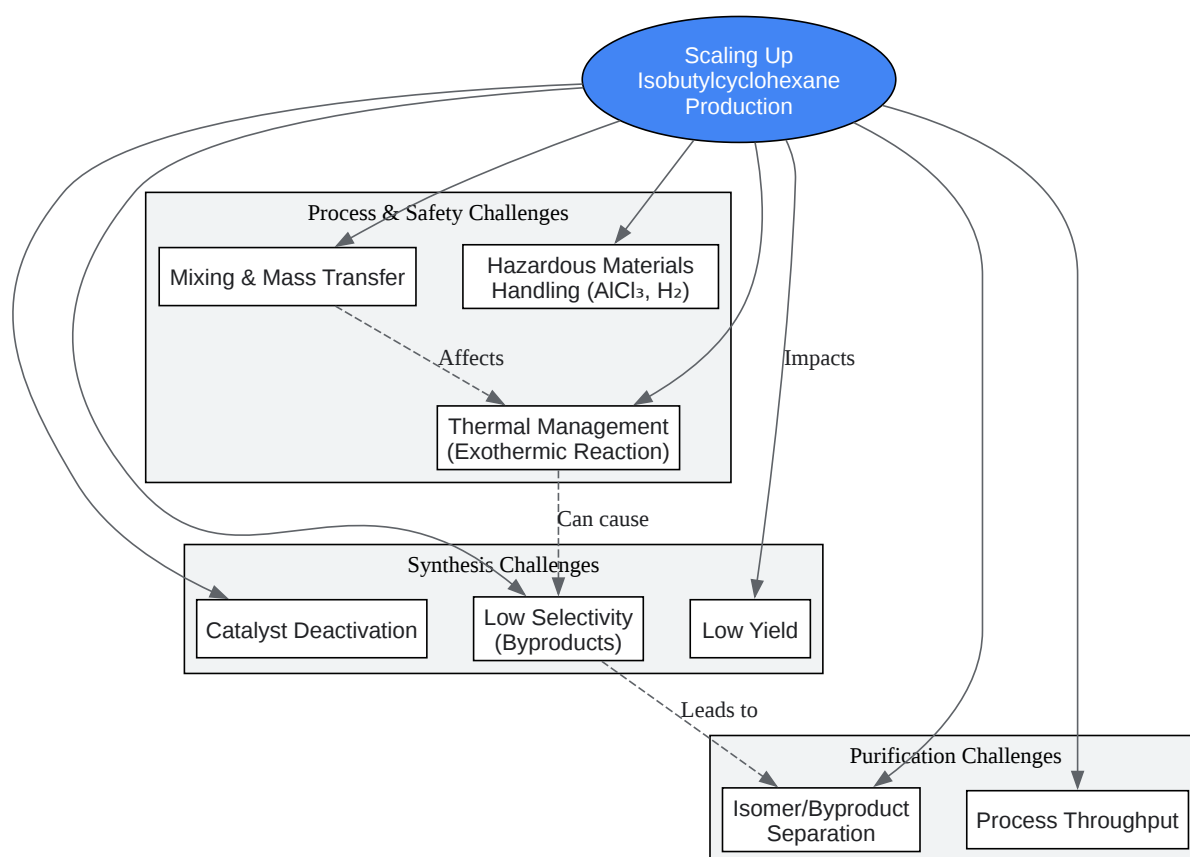 Scaling Up
Isobutylcyclohexane
Production
Process & Safety Challenges
Mixing & Mass Transfer
Hazardous Materials
Handling (AlCl₃, H₂)
Affects
Impacts
Thermal Management
(Exothermic Reaction)
Can cause
Synthesis Challenges
Catalyst Deactivation
Low Selectivity
(Byproducts)
Low Yield
Leads to
Purification Challenges
Isomer/Byproduct
Separation
Process Throughput